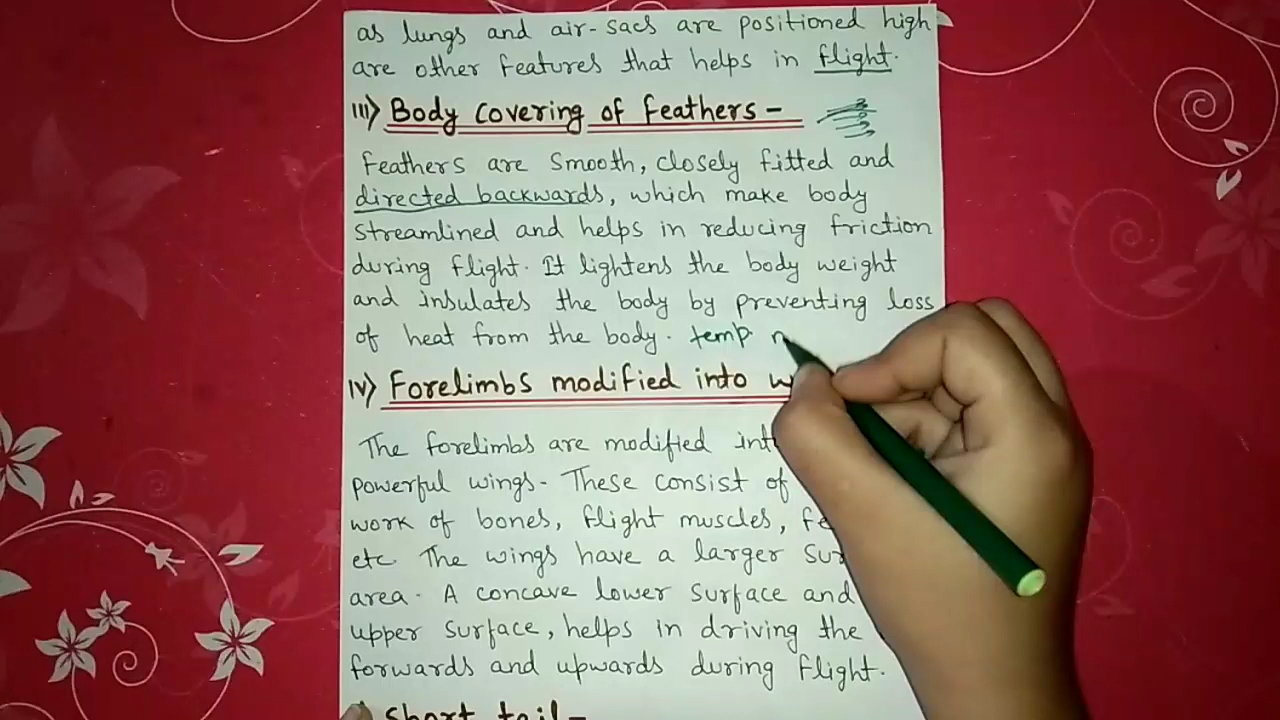 as lungs and air-sacs are positioned high
are other features that helps in flight.
III) Body covering of feathers -
Feathers are smooth, closely fitted and
directed backwards, which make body
streamlined and helps in reducing friction
during flight. It lightens the body weight
and insulates the body by preventing loss
of heat from the body. temp.
IV) Forelimbs modified into
The forelimbs are modified
powerful wings- These consist of
work of bones, flight muscles,
etc The wings have a larger
area. A concave lower surface and
upper surface, helps in driving the
forwards and upwards during flight.
Short tail-